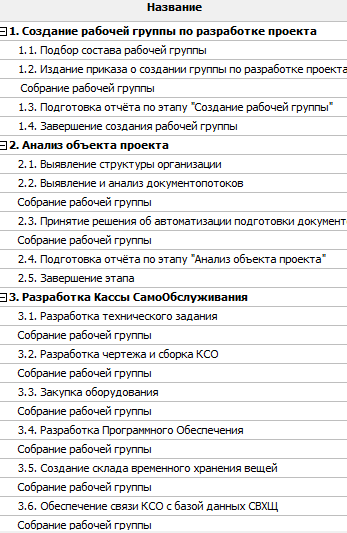 Название
1. Создание рабочей группы по разработке проекта
1.1. Подбор состава рабочей группы
1.2. Издание приказа о создании группы по разработке проекта
Собрание рабочей группы
1.3. Подготовка отчёта по этапу "Создание рабочей группы"
1.4. Завершение создания рабочей группы
2. Анализ объекта проекта
2.1. Выявление структуры организации
2.2. Выявление и анализ документопотоков
Собрание рабочей группы
2.3. Принятие решения об автоматизации подготовки документо
Собрание рабочей группы
2.4. Подготовка отчёта по этапу "Анализ объекта проекта"
2.5. Завершение этапа
3. Разработка Кассы СамоОбслуживания
3.1. Разработка технического задания
Собрание рабочей группы
3.2. Разработка чертежа и сборка КСО
Собрание рабочей группы
3.3. Закупка оборудования
Собрание рабочей группы
3.4. Разработка Программного Обеспечения
Собрание рабочей группы
3.5. Создание склада временного хранения вещей
Собрание рабочей группы
3.6. Обеспечение связи КСО с базой данных СВХЩ
Собрание рабочей группы